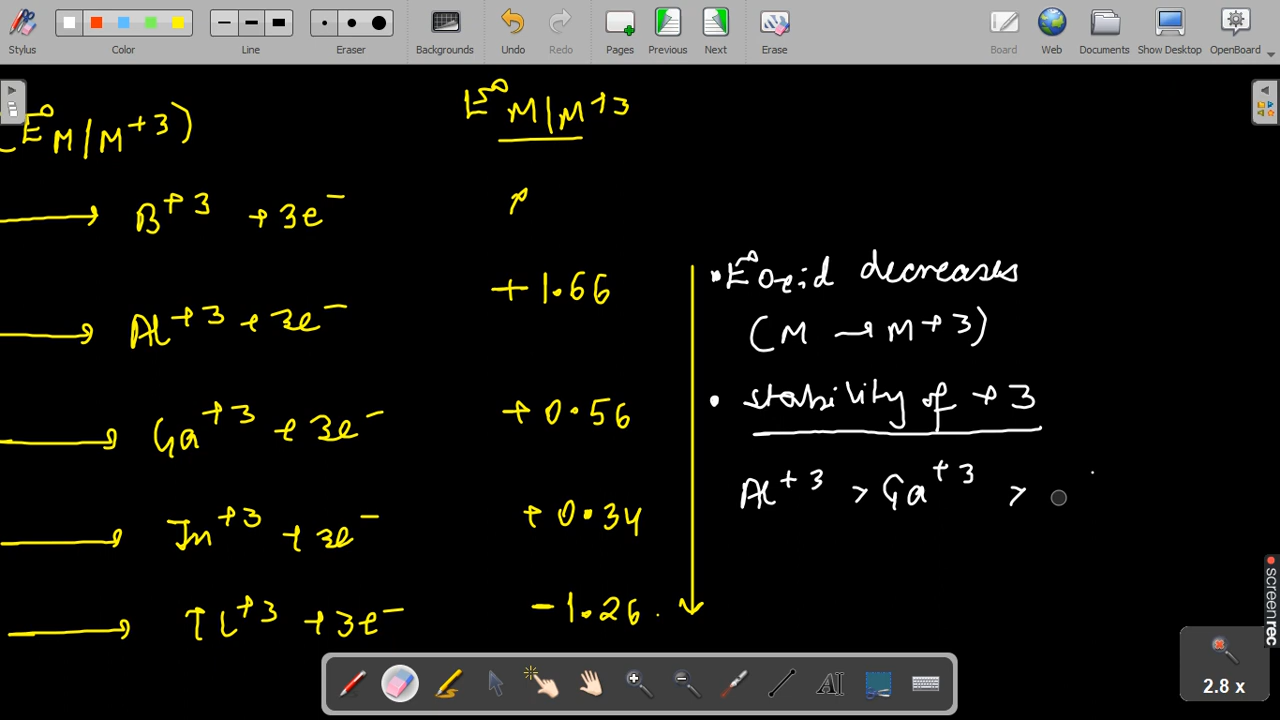 Stylus Color Line Eraser Backgrounds Undo Redo Pages Previous Next Erase Board Web Documents Show Desktop OpenBoard
(E° M/M+3)
E° M/M+3
B+3 + 3e-
Al+3 + 3e- + 1.66
Ga+3 + 3e- + 0.56
In+3 + 3e- + 0.34
Tl+3 + 3e- - 1.26.
• E° Oxid decreases
(M → M+3)
• stability of +3
Al+3 > Ga+3 >
2.8 x
screenrec